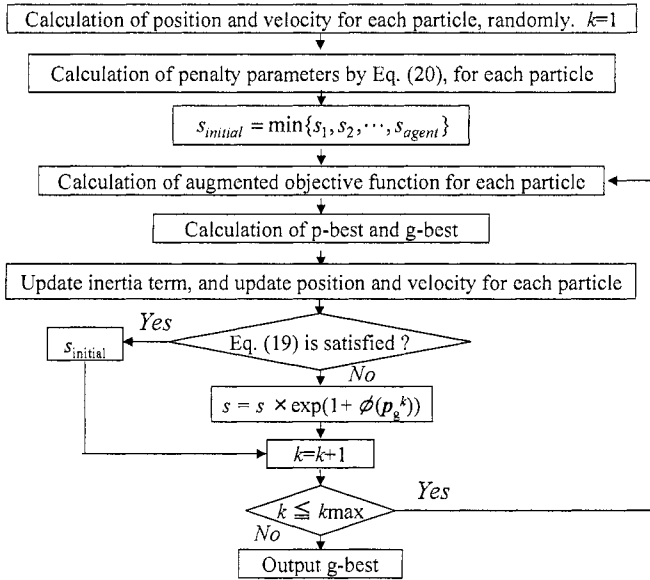 Calculation of position and velocity for each particle, randomly. k=1
Calculation of penalty parameters by Eq. (20), for each particle
s_initial = min{s_1, s_2, ⋯, s_agent}
Calculation of augmented objective function for each particle
Calculation of p-best and g-best
Update inertia term, and update position and velocity for each particle
Yes
Eq. (19) is satisfied ?
s_initial
No
s = s × exp(1+ ϕ(p_g^k))
k=k+1
Yes
k ≦ kmax
No
Output g-best